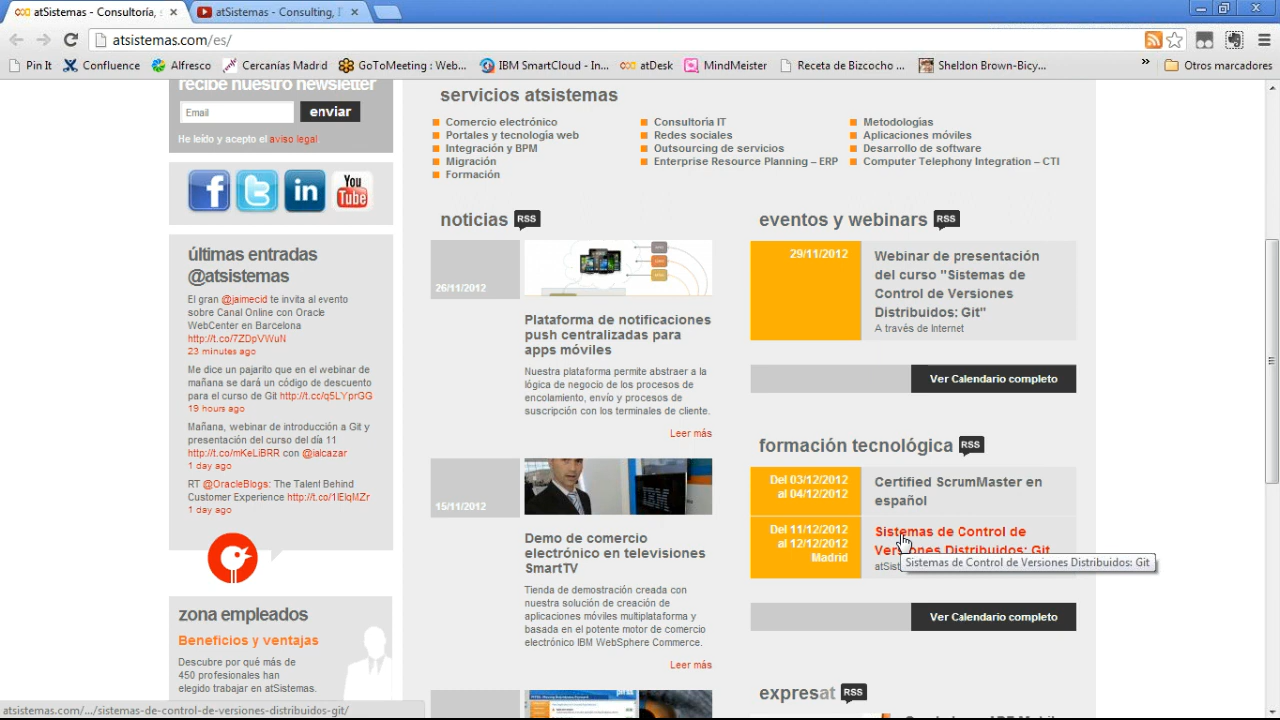 atSistemas - Consultoría, s
atSistemas - Consulting, D
atsistemas.com/es/
Pin It
Confluence
Alfresco
Cercanías Madrid
GoToMeeting : Web...
IBM SmartCloud - In...
atDesk
MindMeister
Receta de Bizcocho ...
Sheldon Brown-Bicy...
»
Otros marcadores
recibe nuestro newsletter
Email
enviar
He leído y acepto el aviso legal
You
Tube
últimas entradas
@atsistemas
El gran @jaimecid te invita al evento
sobre Canal Online con Oracle
WebCenter en Barcelona
http://t.co/7ZDpVWuN
23 minutes ago
Me dice un pajarito que en el webinar de
mañana se dará un código de descuento
para el curso de Git http://t.cc/q5LYprGG
19 hours ago
Mañana, webinar de introducción a Git y
presentación del curso del día 11
http://t.co/mKeLiBRR con @ialcazar
1 day ago
RT @OracleBlogs: The Talent Behind
Customer Experience http://t.co/1IElqMZr
1 day ago
zona empleados
Beneficios y ventajas
Descubre por qué más de
450 profesionales han
elegido trabajar en atSistemas.
servicios atsistemas
Comercio electrónico
Portales y tecnología web
Integración y BPM
Migración
Formación
Consultoría IT
Redes sociales
Outsourcing de servicios
Enterprise Resource Planning – ERP
Metodologías
Aplicaciones móviles
Desarrollo de software
Computer Telephony Integration – CTI
noticias RSS
26/11/2012
Plataforma de notificaciones
push centralizadas para
apps móviles
Nuestra plataforma permite abstraer a la
lógica de negocio de los procesos de
encolamiento, envío y procesos de
suscripción con los terminales de cliente.
Leer más
15/11/2012
Demo de comercio
electrónico en televisiones
SmartTV
Tienda de demostración creada con
nuestra solución de creación de
aplicaciones móviles multiplataforma y
basada en el potente motor de comercio
electrónico IBM WebSphere Commerce.
Leer más
eventos y webinars RSS
29/11/2012
Webinar de presentación
del curso "Sistemas de
Control de Versiones
Distribuidos: Git"
A través de Internet
Ver Calendario completo
formación tecnológica RSS
Del 03/12/2012
al 04/12/2012
Certified ScrumMaster en
español
Del 11/12/2012
al 12/12/2012
Madrid
Sistemas de Control de
Versiones Distribuidos: Git
atSist
Sistemas de Control de Versiones Distribuidos: Git
Ver Calendario completo
expresat RSS
atsistemas.com/.../sistemas-de-control-de-versiones-distribuidos-git/